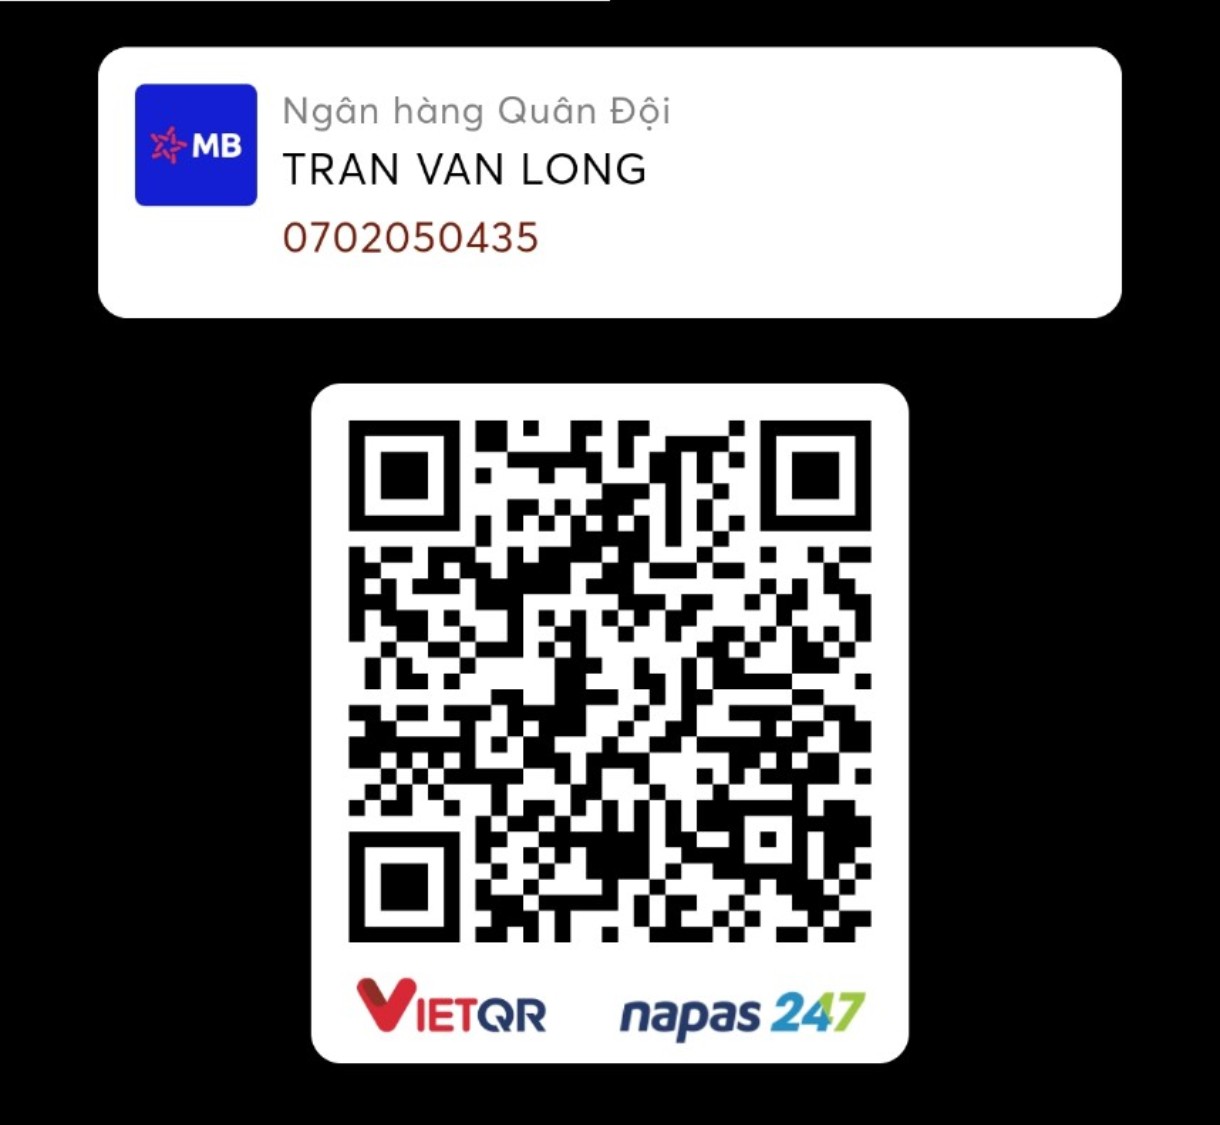 MB
Ngân hàng Quân Đội
TRAN VAN LONG
0702050435
VIETQR
napas 247